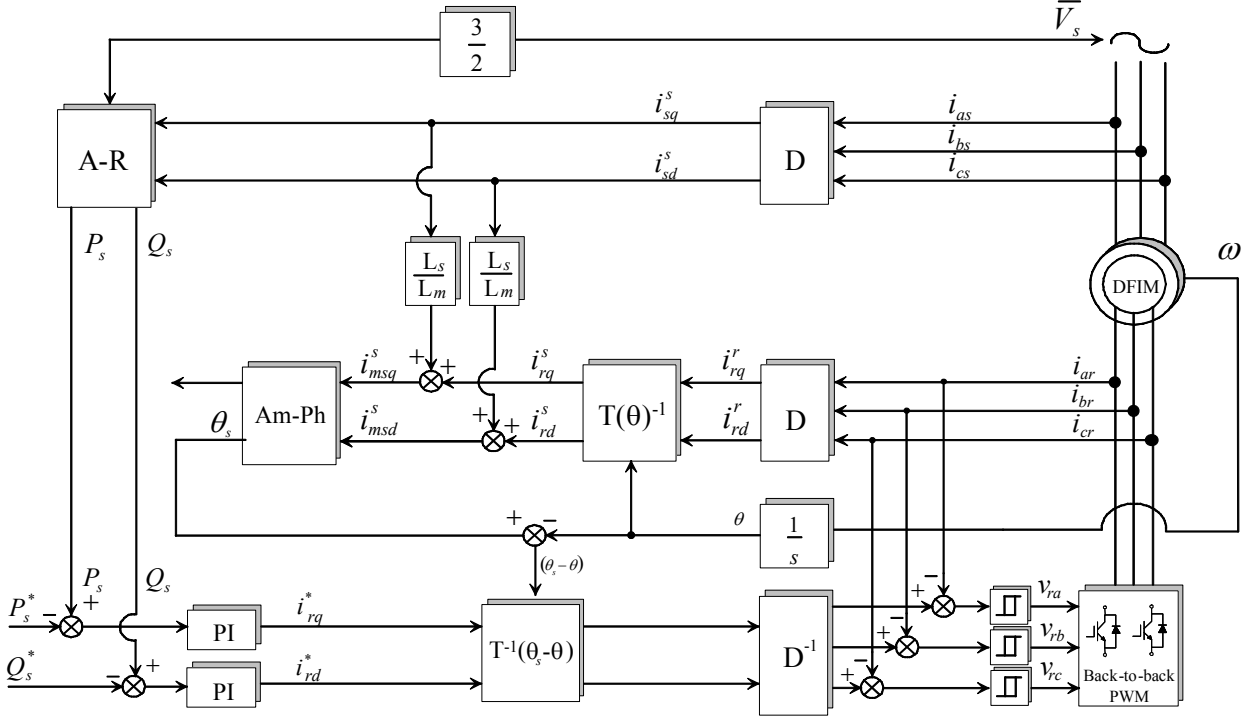 3/2
V̅_s
A-R
i^s_sq
i^s_sd
D
i_as
i_bs
i_cs
P_s
Q_s
L_s/L_m
L_s/L_m
DFIM
ω
+
+
i^s_msq
i^s_rq
i^r_rq
i_ar
Am-Ph
T(θ)^-1
D
i_br
i^s_msd
+
+
i^s_rd
i^r_rd
i_cr
θ_s
+
−
θ
1/s
(θ_s−θ)
P_s
Q_s
P_s^*
−
+
PI
i^*_rq
T^-1(θ_s-θ)
D^-1
+
−
v_ra
+
−
v_rb
Q_s^*
−
+
PI
i^*_rd
+
−
v_rc
Back-to-back
PWM